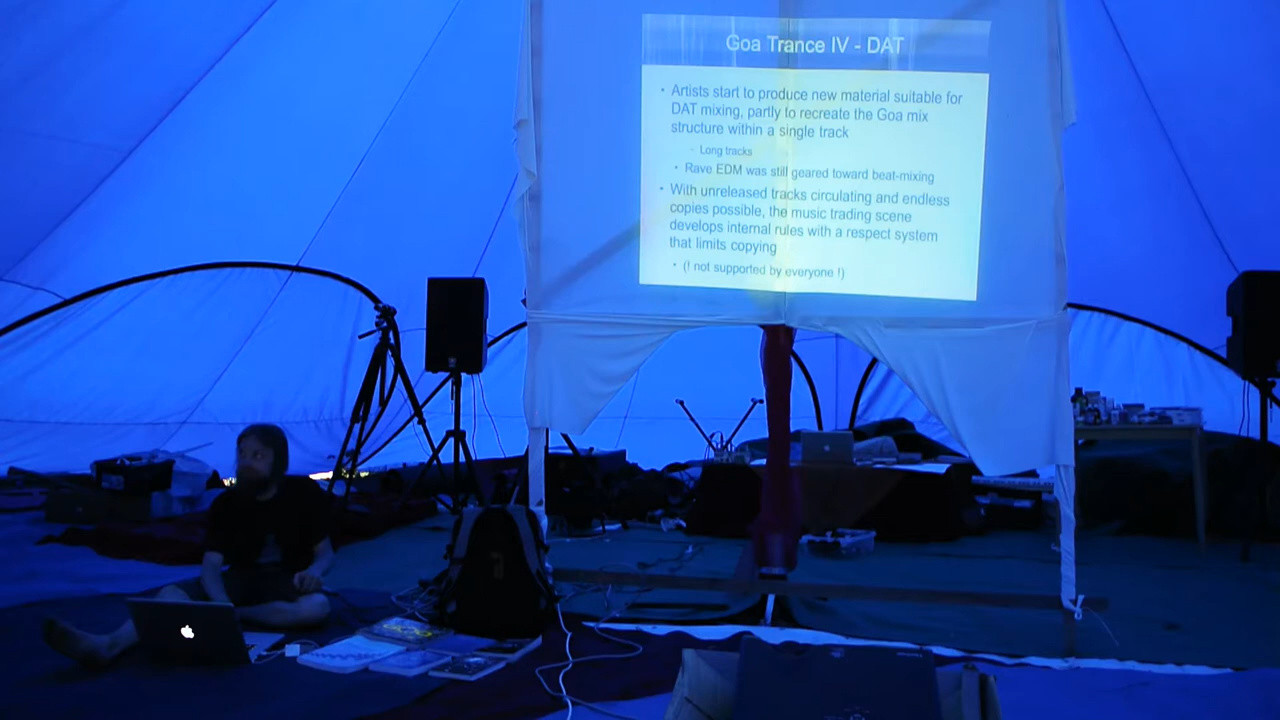 Goa Trance IV - DAT
• Artists start to produce new material suitable for
DAT mixing, partly to recreate the Goa mix
structure within a single track
- Long tracks
• Rave EDM was still geared toward beat-mixing
• With unreleased tracks circulating and endless
copies possible, the music trading scene
develops internal rules with a respect system
that limits copying
• (! not supported by everyone !)